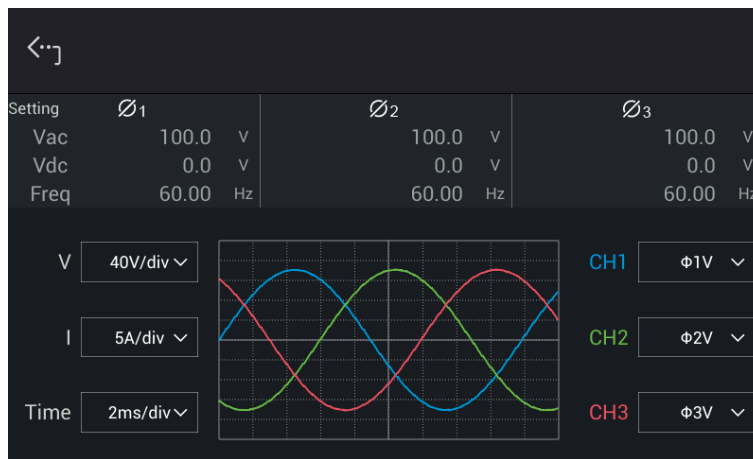 Setting Ø1 Ø2 Ø3
Vac 100.0 V 100.0 V 100.0 V
Vdc 0.0 V 0.0 V 0.0 V
Freq 60.00 Hz 60.00 Hz 60.00 Hz
V 40V/div CH1 Φ1V
I 5A/div CH2 Φ2V
Time 2ms/div CH3 Φ3V